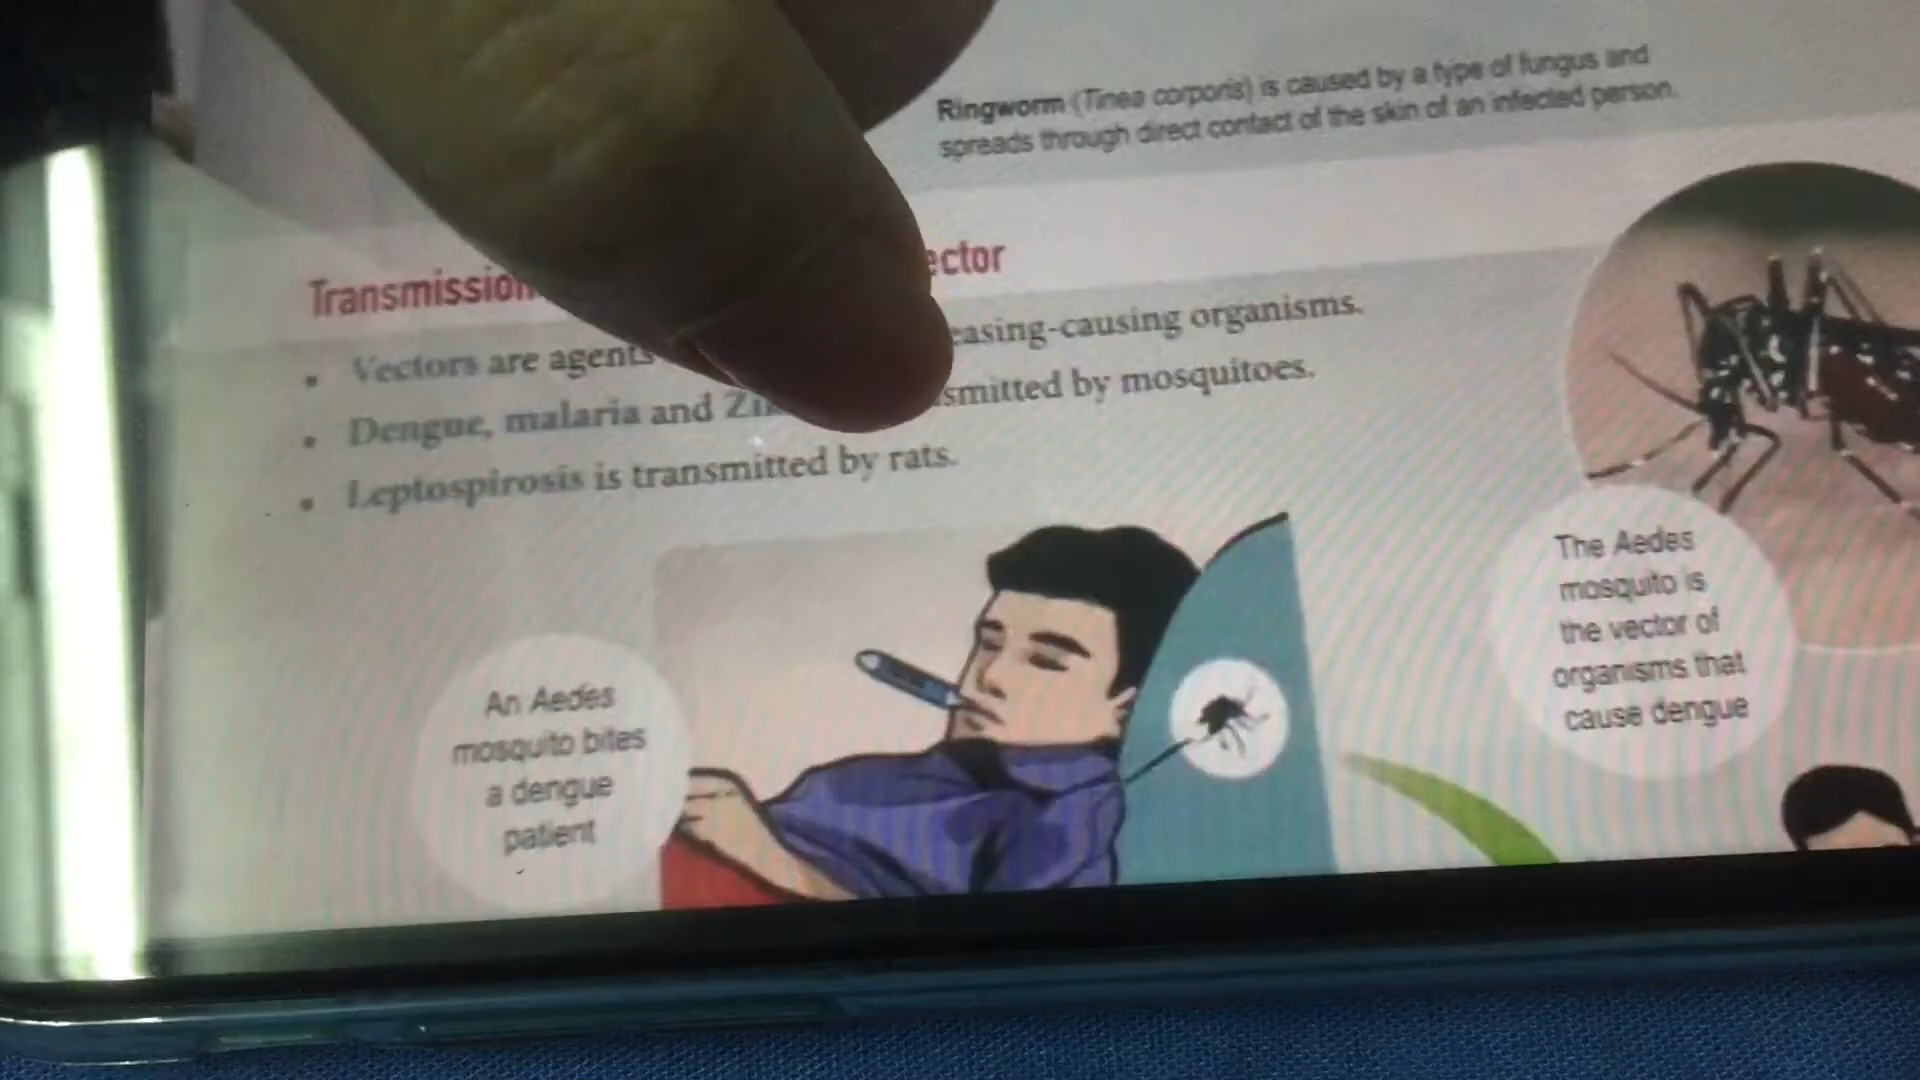 Ringworm (Tinea corporis) is caused by a type of fungus and
spreads through direct contact of the skin of an infected person.
Transmission ector
• Vectors are agents easing-causing organisms.
• Dengue, malaria and smitted by mosquitoes.
• Leptospirosis is transmitted by rats.
An Aedes
mosquito bites
a dengue
patient
The Aedes
mosquito is
the vector of
organisms that
cause dengue